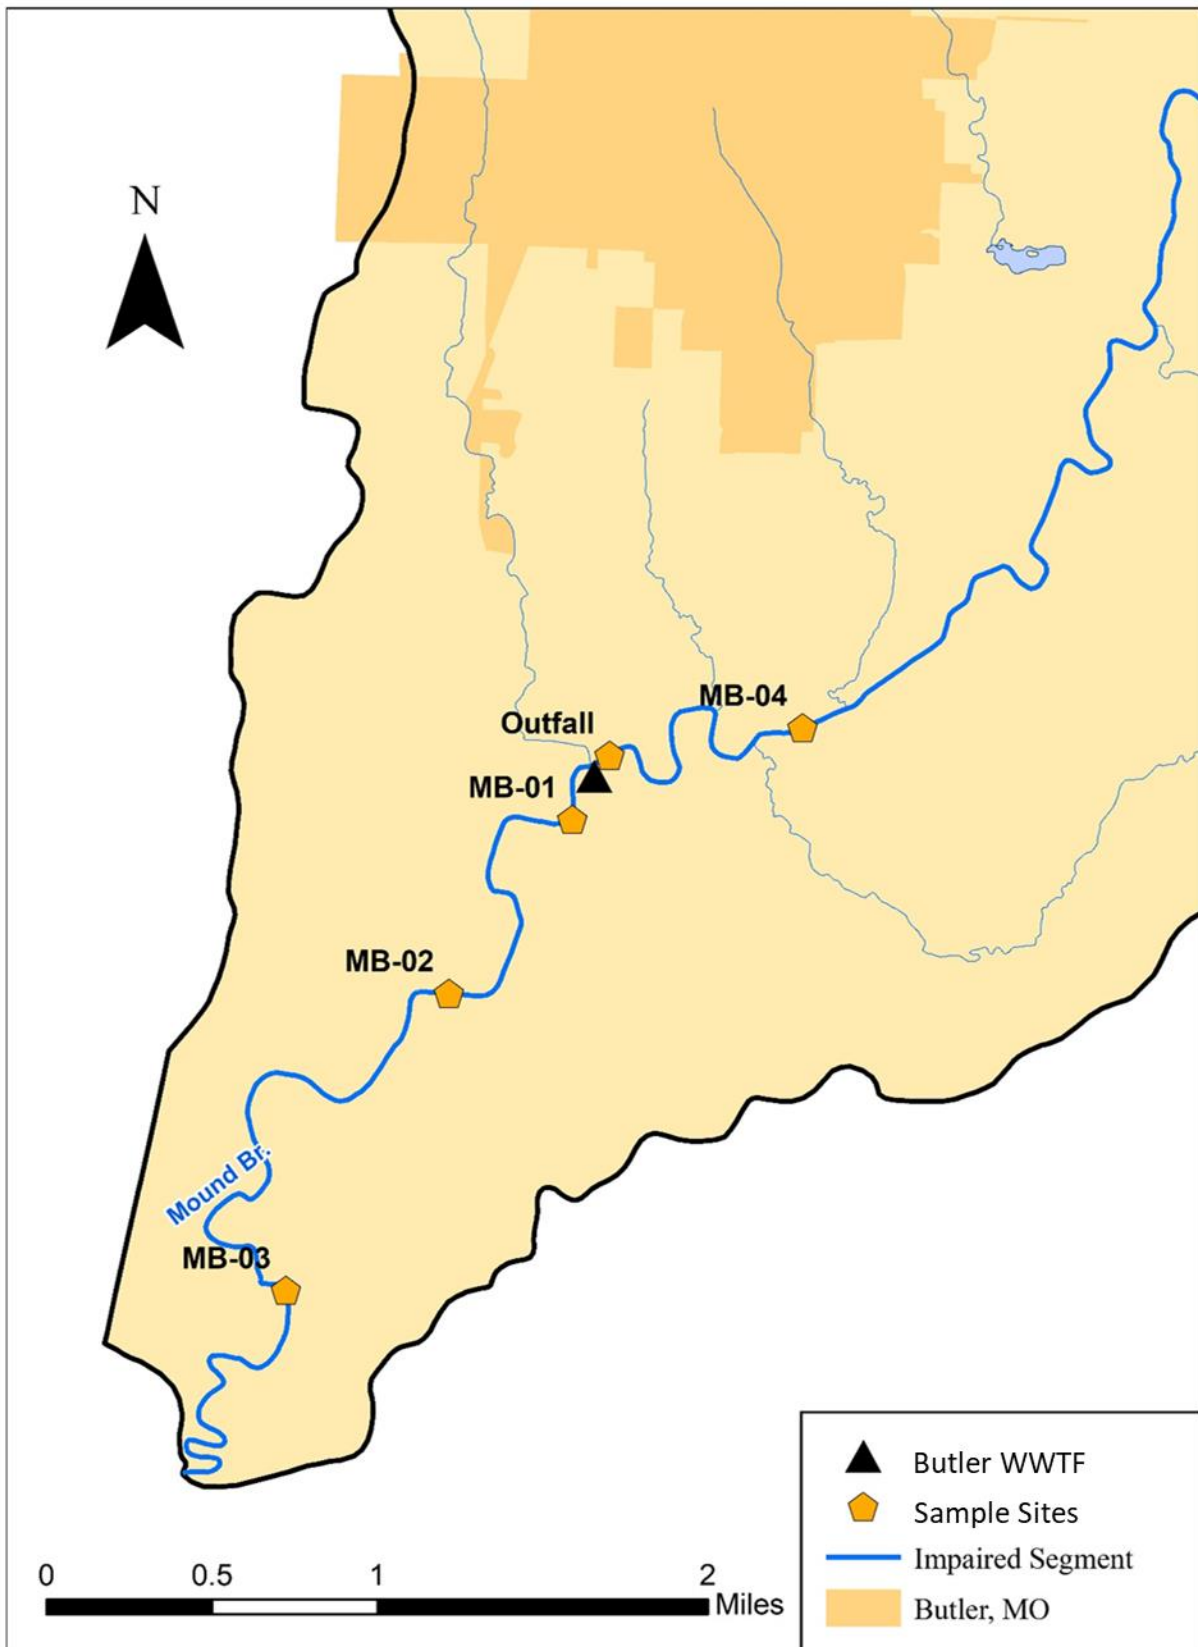 N
MB-04
Outfall
MB-01
MB-02
Mound Br.
MB-03
0 0.5 1 2 Miles
Butler WWTF
Sample Sites
Impaired Segment
Butler, MO